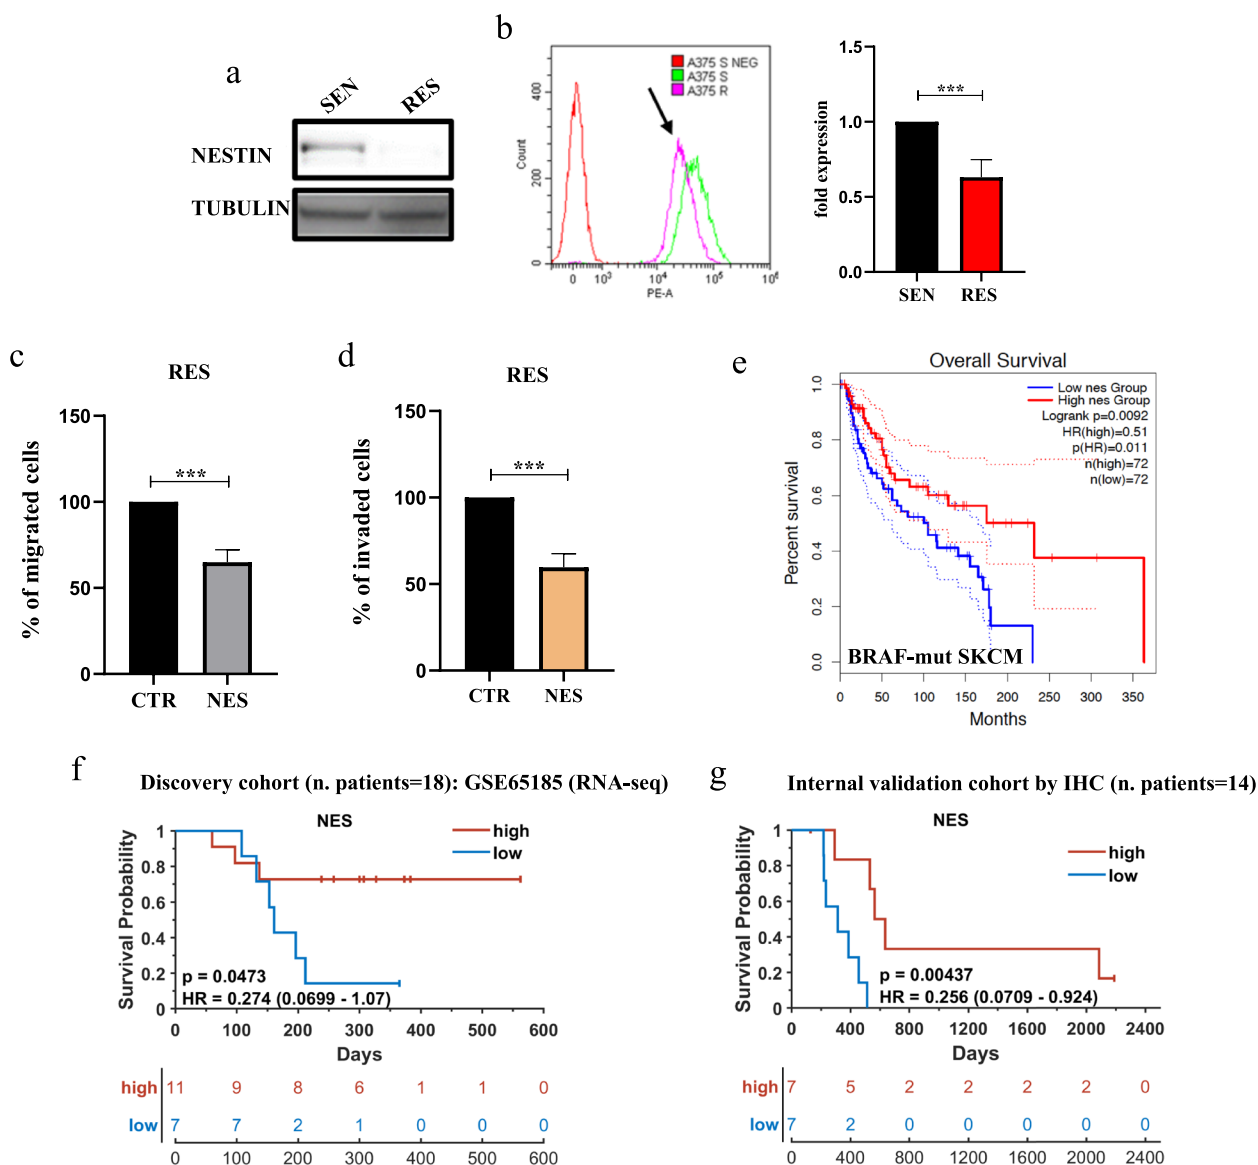 a
SEN
RES
NESTIN
TUBULIN
b
A375 S NEG
A375 S
A375 R
Count
400
200
0
0 10³ 10⁴ 10⁵ 10⁶
PE-A
fold expression
1.5
1.0
0.5
0.0
***
SEN RES
c
RES
% of migrated cells
150
100
50
0
***
CTR NES
d
RES
% of invaded cells
150
100
50
0
***
CTR NES
e
Overall Survival
Low nes Group
High nes Group
Logrank p=0.0092
HR(high)=0.51
p(HR)=0.011
n(high)=72
n(low)=72
Percent survival
1.0
0.8
0.6
0.4
0.2
0.0
BRAF-mut SKCM
0 50 100 150 200 250 300 350
Months
f
Discovery cohort (n. patients=18): GSE65185 (RNA-seq)
NES
high
low
Survival Probability
1
0.8
0.6
0.4
0.2
0
p = 0.0473
HR = 0.274 (0.0699 - 1.07)
0 100 200 300 400 500 600
Days
high 11 9 8 6 1 1 0
low 7 7 2 1 0 0 0
0 100 200 300 400 500 600
g
Internal validation cohort by IHC (n. patients=14)
NES
high
low
Survival Probability
1
0.8
0.6
0.4
0.2
0
p = 0.00437
HR = 0.256 (0.0709 - 0.924)
0 400 800 1200 1600 2000 2400
Days
high 7 5 2 2 2 2 0
low 7 2 0 0 0 0 0
0 400 800 1200 1600 2000 2400